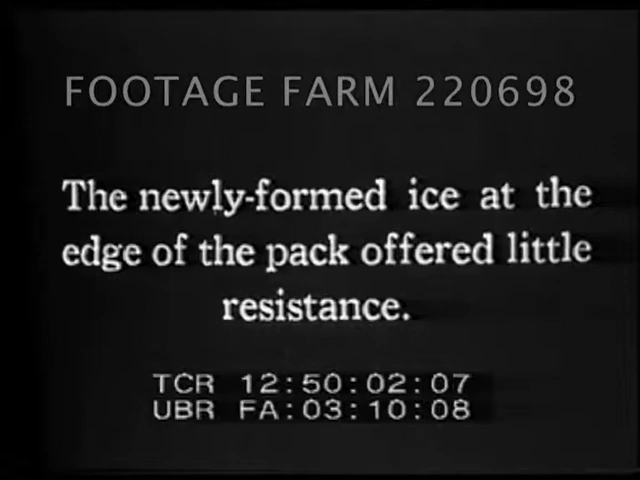 FOOTAGE FARM 220698
The newly-formed ice at the
edge of the pack offered little
resistance.
TCR 12:50:02:07
UBR FA:03:10:08